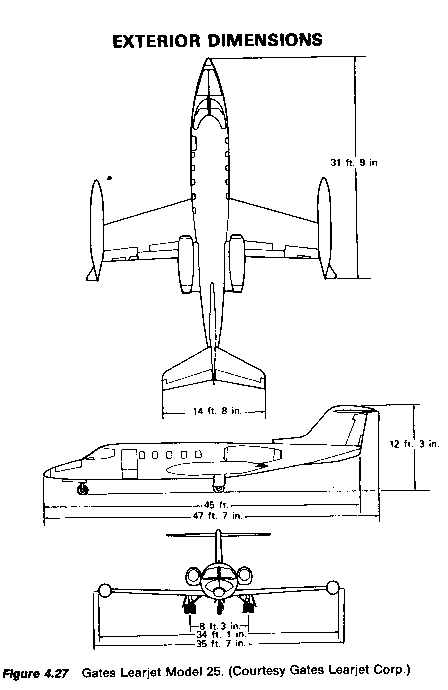 EXTERIOR DIMENSIONS
31 ft. 9 in
14 ft. 8 in.
12 ft. 3 in.
45 ft.
47 ft. 7 in.
8 ft. 3 in.
34 ft. 1 in.
35 ft. 7 in.
Figure 4.27 Gates Learjet Model 25. (Courtesy Gates Learjet Corp.)